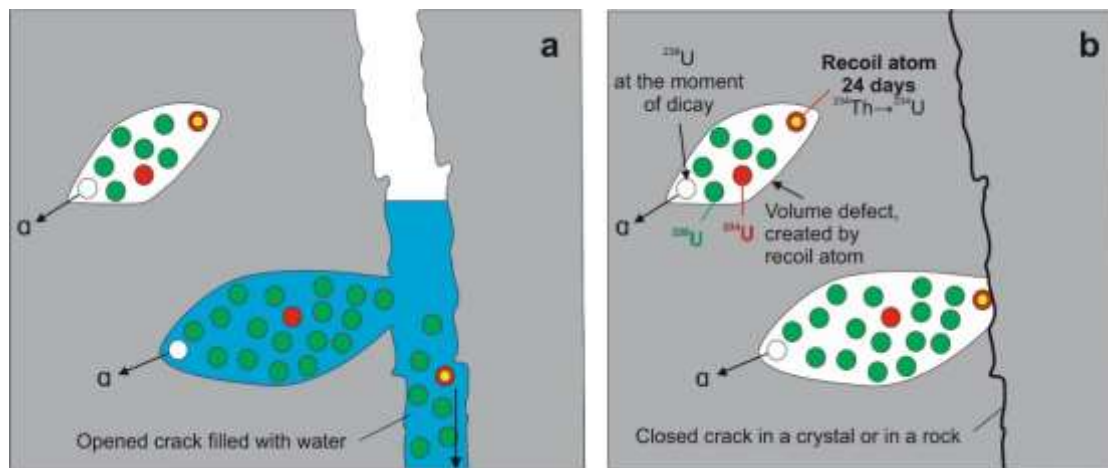 a
α
α
Opened crack filled with water
b
²³⁸U
at the moment
of dicay
Recoil atom
24 days
²³⁴Th→²³⁴U
α
²³⁸U
²³⁴U
Volume defect,
created by
recoil atom
α
Closed crack in a crystal or in a rock